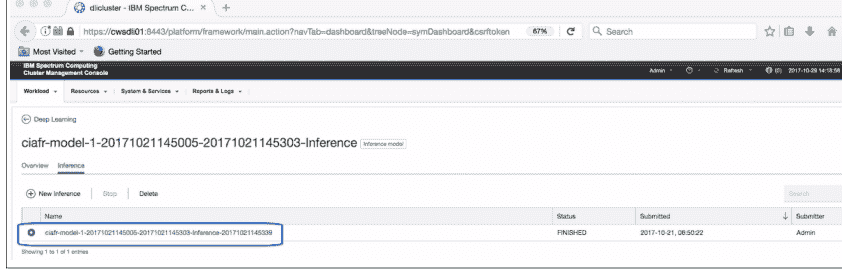 dlicluster - IBM Spectrum C... × +
https://cwsdli01:8443/platform/framework/main.action?navTab=dashboard&treeNode=symDashboard&csrftoken 67% C Search
Most Visited Getting Started
IBM Spectrum Computing
Cluster Management Console
Admin Refresh (0) 2017-10-29 14:18:58
Workload Resources System & Services Reports & Logs
Deep Learning
ciafr-model-1-20171021145005-20171021145303-Inference Inference model
Overview Inference
New Inference Stop Delete Search
Name Status Submitted ↓ Submitter
ciafr-model-1-20171021145005-20171021145303-Inference-20171021145339 FINISHED 2017-10-21, 08:50:22 Admin
Showing 1 to 1 of 1 entries